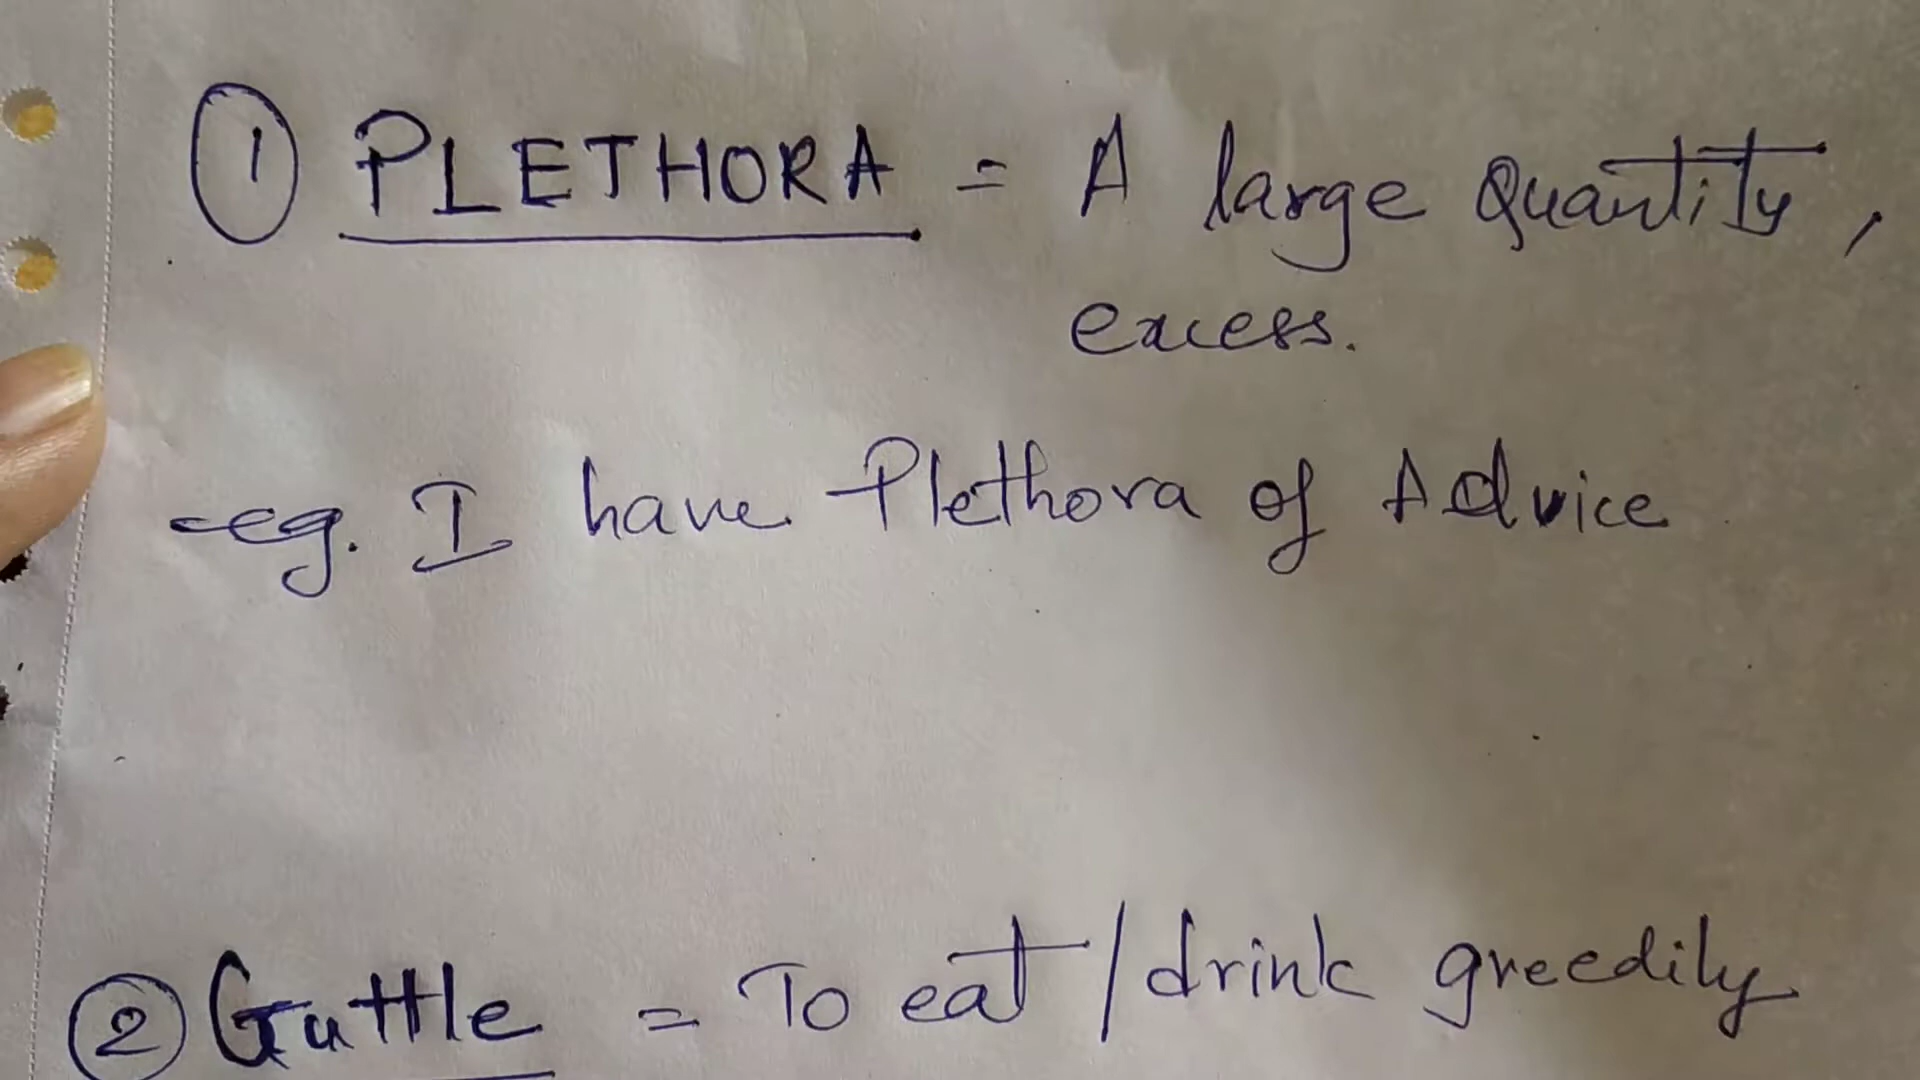 ① PLETHORA = A large Quantity,
excess.
eg. I have Plethora of Advice
② Guttle = To eat / drink greedily